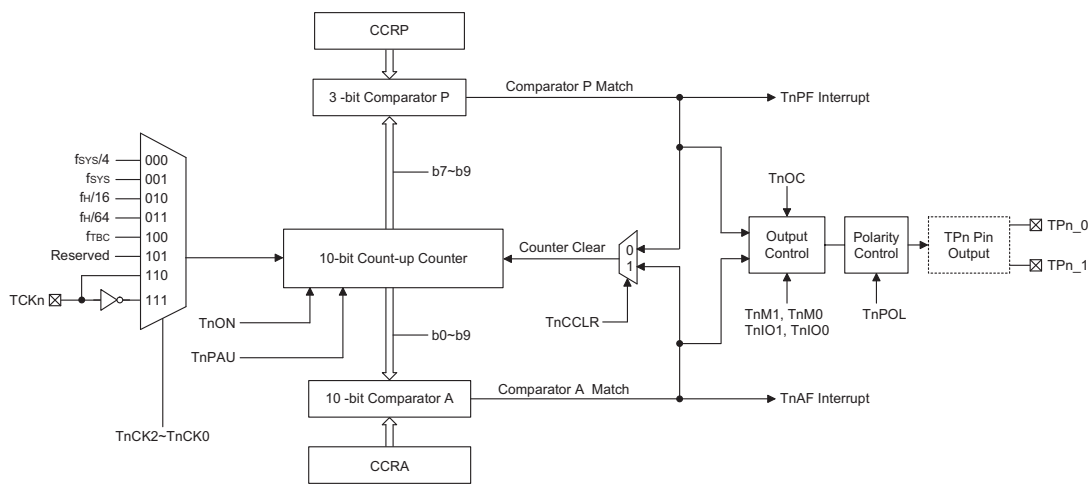 CCRP
3 -bit Comparator P
Comparator P Match
TnPF Interrupt
b7~b9
fSYS/4
000
fSYS
001
fH/16
010
fH/64
011
fTBC
100
Reserved
101
110
111
TCKn
TnCK2~TnCK0
10-bit Count-up Counter
Counter Clear
0
1
TnCCLR
TnON
TnPAU
b0~b9
TnOC
Output
Control
TnM1, TnM0
TnIO1, TnIO0
Polarity
Control
TnPOL
TPn Pin
Output
TPn_0
TPn_1
10 -bit Comparator A
Comparator A Match
TnAF Interrupt
CCRA